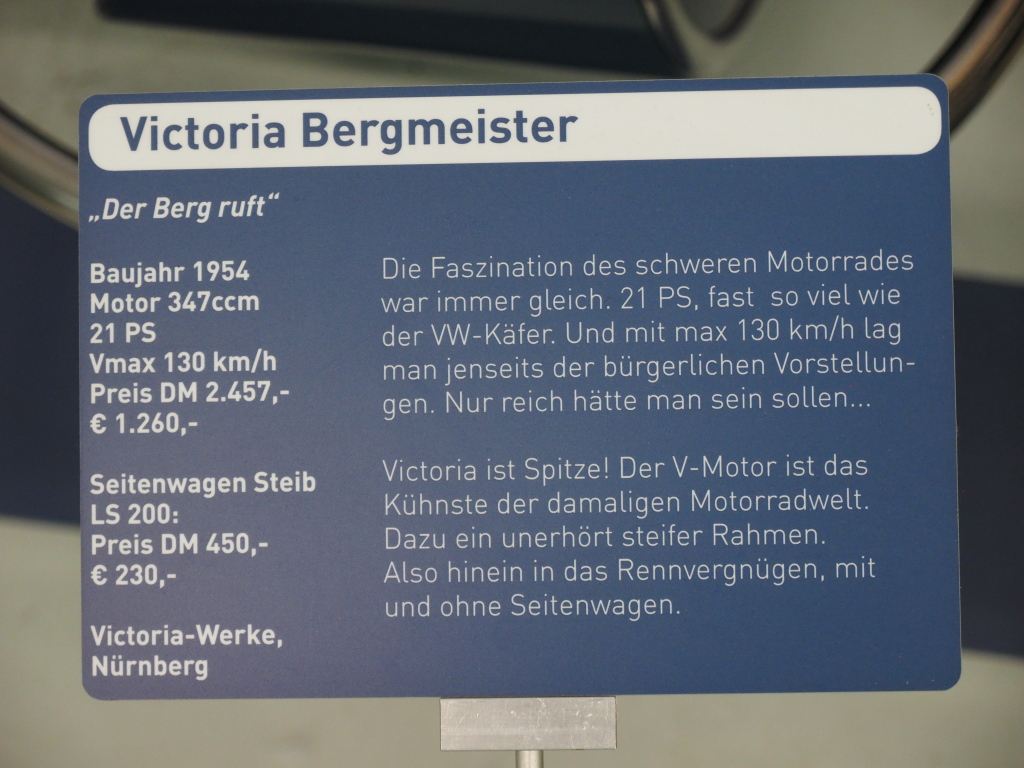 Victoria Bergmeister
„Der Berg ruft“
Baujahr 1954
Motor 347ccm
21 PS
Vmax 130 km/h
Preis DM 2.457,-
€ 1.260,-
Seitenwagen Steib
LS 200:
Preis DM 450,-
€ 230,-
Victoria-Werke,
Nürnberg
Die Faszination des schweren Motorrades
war immer gleich. 21 PS, fast so viel wie
der VW-Käfer. Und mit max 130 km/h lag
man jenseits der bürgerlichen Vorstellun-
gen. Nur reich hätte man sein sollen...
Victoria ist Spitze! Der V-Motor ist das
Kühnste der damaligen Motorradwelt.
Dazu ein unerhört steifer Rahmen.
Also hinein in das Rennvergnügen, mit
und ohne Seitenwagen.